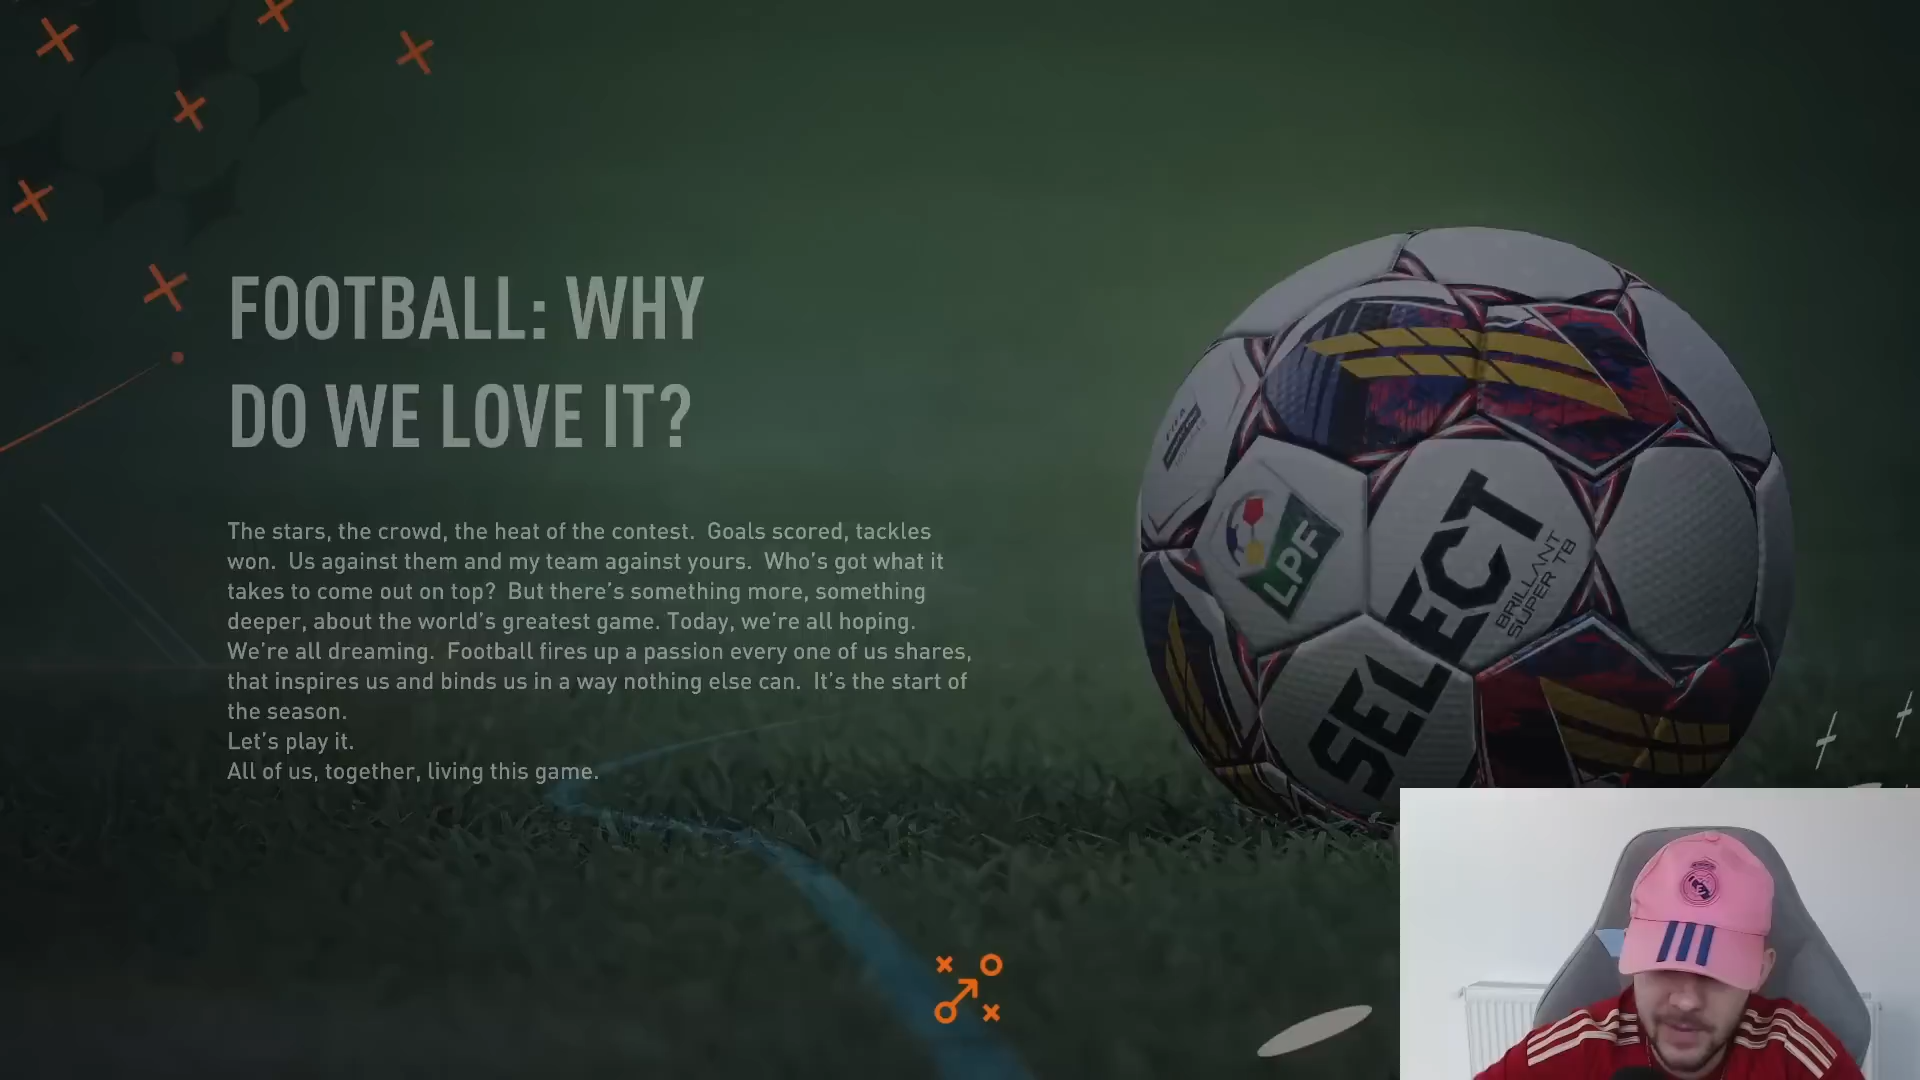 FOOTBALL: WHY
DO WE LOVE IT?
The stars, the crowd, the heat of the contest.  Goals scored, tackles
won.  Us against them and my team against yours.  Who's got what it
takes to come out on top?  But there's something more, something
deeper, about the world's greatest game. Today, we're all hoping.
We're all dreaming.  Football fires up a passion every one of us shares,
that inspires us and binds us in a way nothing else can.  It's the start of
the season.
Let's play it.
All of us, together, living this game.
FIFA
LPF
SELECT
BRILLANT
SUPER TB